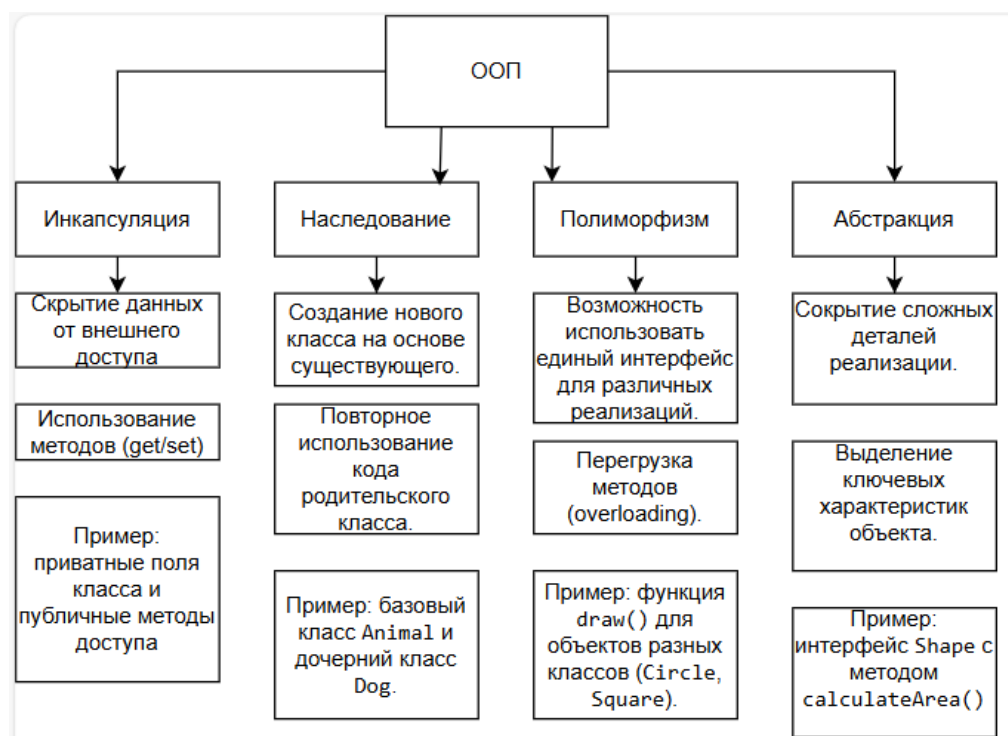 ООП
Инкапсуляция
Наследование
Полиморфизм
Абстракция
Скрытие данных
от внешнего
доступа
Создание нового
класса на основе
существующего.
Возможность
использовать
единый интерфейс
для различных
реализаций.
Сокрытие сложных
деталей
реализации.
Использование
методов (get/set)
Повторное
использование
кода
родительского
класса.
Перегрузка
методов
(overloading).
Выделение
ключевых
характеристик
объекта.
Пример:
приватные поля
класса и
публичные методы
доступа
Пример: базовый
класс Animal и
дочерний класс
Dog.
Пример: функция
draw() для
объектов разных
классов (Circle,
Square).
Пример:
интерфейс Shape с
методом
calculateArea()